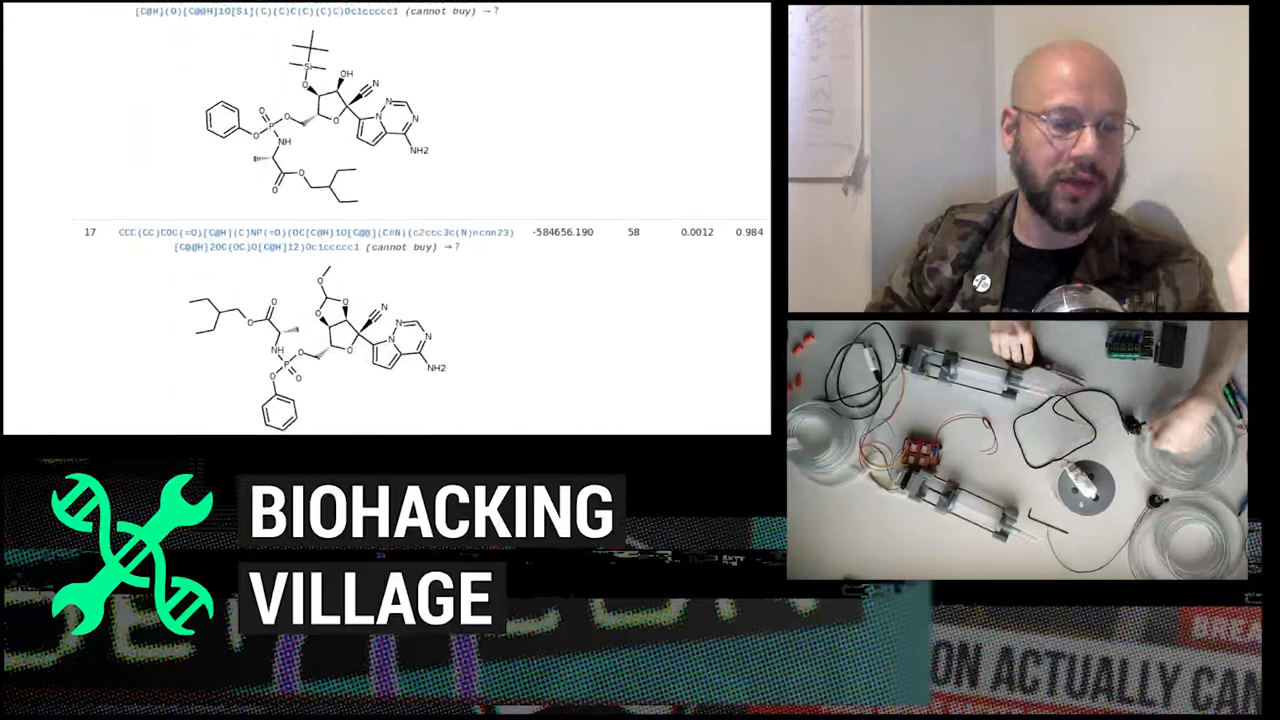 [C@H](O)[C@@H]1O[Si](C)(C)C(C)(C)C)Oc1ccccc1 (cannot buy) → ?
Si
O
OH
N
O
O
P
O
O
N
N
N
NH
NH2
O
O
17 CCC(CC)COC(=O)[C@H](C)NP(=O)(OC[C@H]1O[C@@](C#N)(c2ccc3c(N)ncnn23) -584656.190 58 0.0012 0.984
[C@@H]2OC(OC)O[C@H]12)Oc1ccccc1 (cannot buy) → ?
O
O
O
O
N
O
N
N
N
NH
O
O
P
O
O
NH2
BIOHACKING
VILLAGE
BREA
ON ACTUALLY CAN